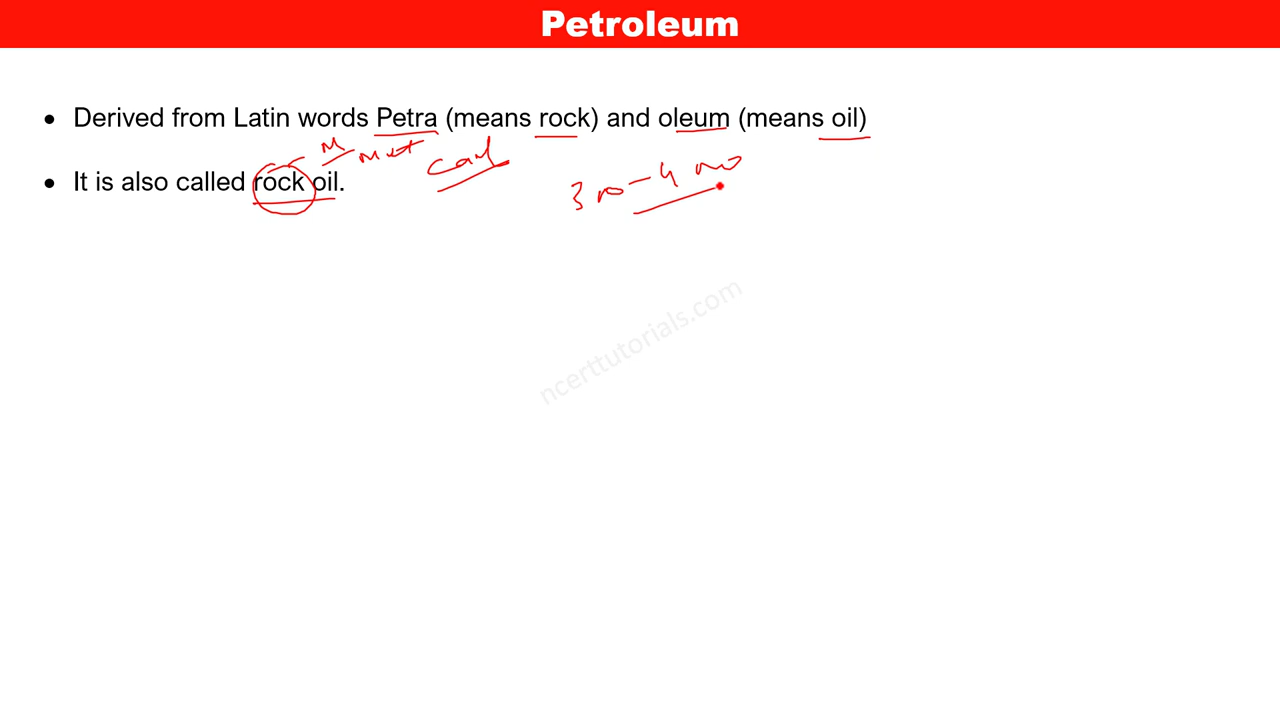 Petroleum
• Derived from Latin words Petra (means rock) and oleum (means oil)
• It is also called rock oil.
ncerttutorials.com